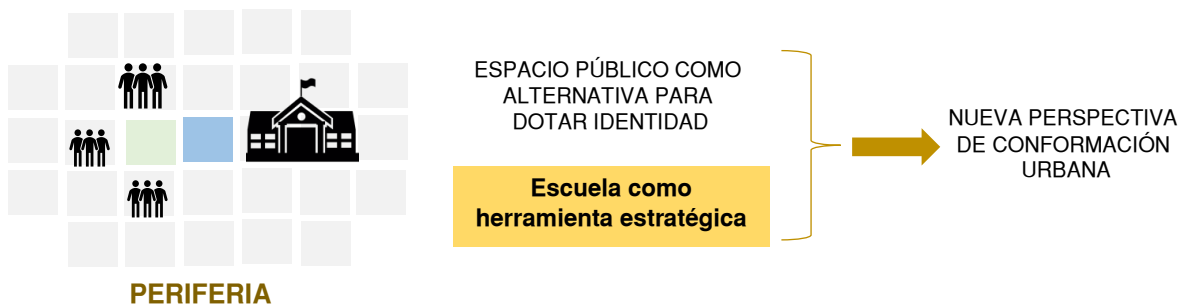 ESPACIO PÚBLICO COMO
ALTERNATIVA PARA
DOTAR IDENTIDAD
Escuela como
herramienta estratégica
NUEVA PERSPECTIVA
DE CONFORMACIÓN
URBANA
PERIFERIA